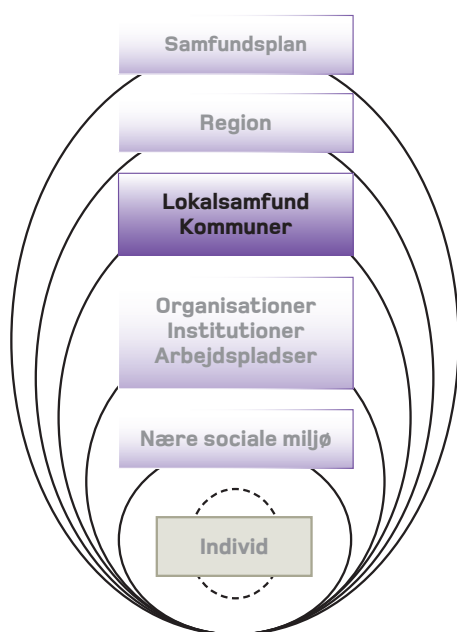 Samfundsplan
Region
Lokalsamfund
Kommuner
Organisationer
Institutioner
Arbejdspladser
Nære sociale miljø
Individ